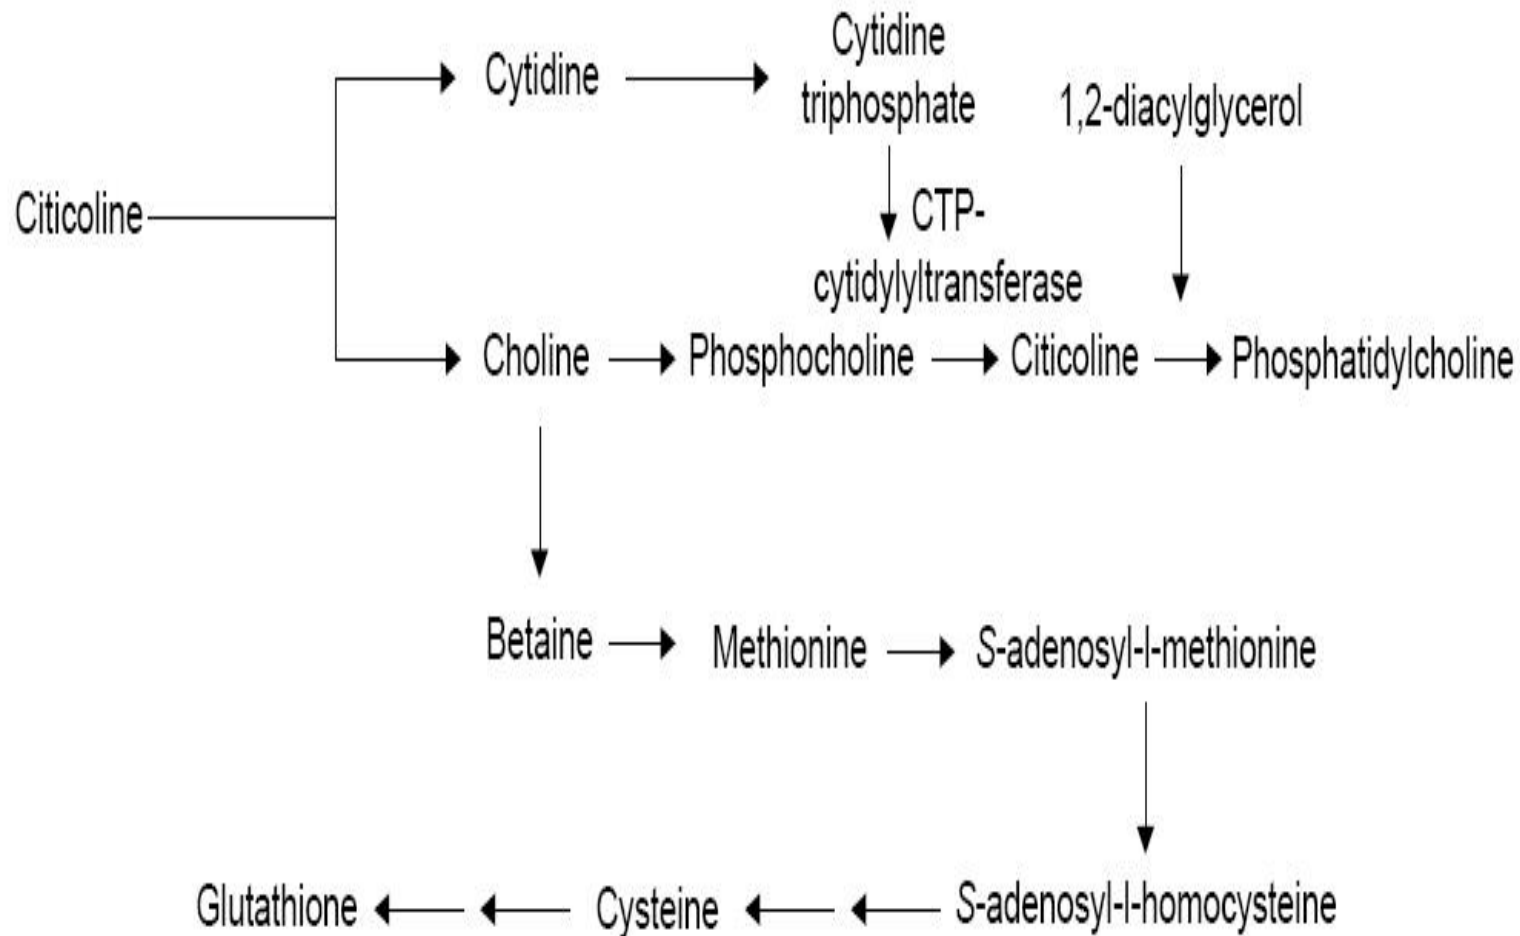 Cytidine
Cytidine
triphosphate
1,2-diacylglycerol
Citicoline
CTP-
cytidylyltransferase
Choline
Phosphocholine
Citicoline
Phosphatidylcholine
Betaine
Methionine
S-adenosyl-l-methionine
Glutathione
Cysteine
S-adenosyl-l-homocysteine